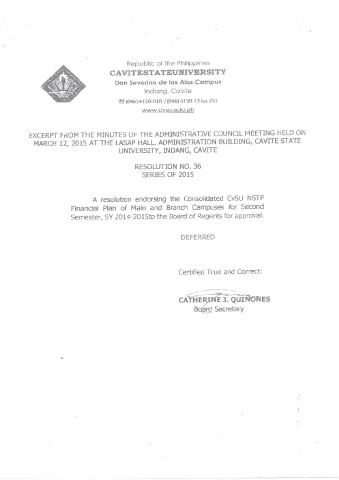 Republic of the Philippines
CAVITESTATEUNIVERSITY
Don Severino de las Alas Campus
Indang, Cavite
☎ (046) 4150-010 / (046) 4150-13 loc 250
www.cvsu.edu.ph
EXCERPT FROM THE MINUTES OF THE ADMINISTRATIVE COUNCIL MEETING HELD ON
MARCH 12, 2015 AT THE LASAP HALL, ADMINISTRATION BUILDING, CAVITE STATE
UNIVERSITY, INDANG, CAVITE
RESOLUTION NO. 36
SERIES OF 2015
A resolution endorsing the Consolidated CvSU NSTP
Financial Plan of Main and Branch Campuses for Second
Semester, SY 2014-2015to the Board of Regents for approval.
DEFERRED
Certified True and Correct:
CATHERINE J. QUIÑONES
Board Secretary